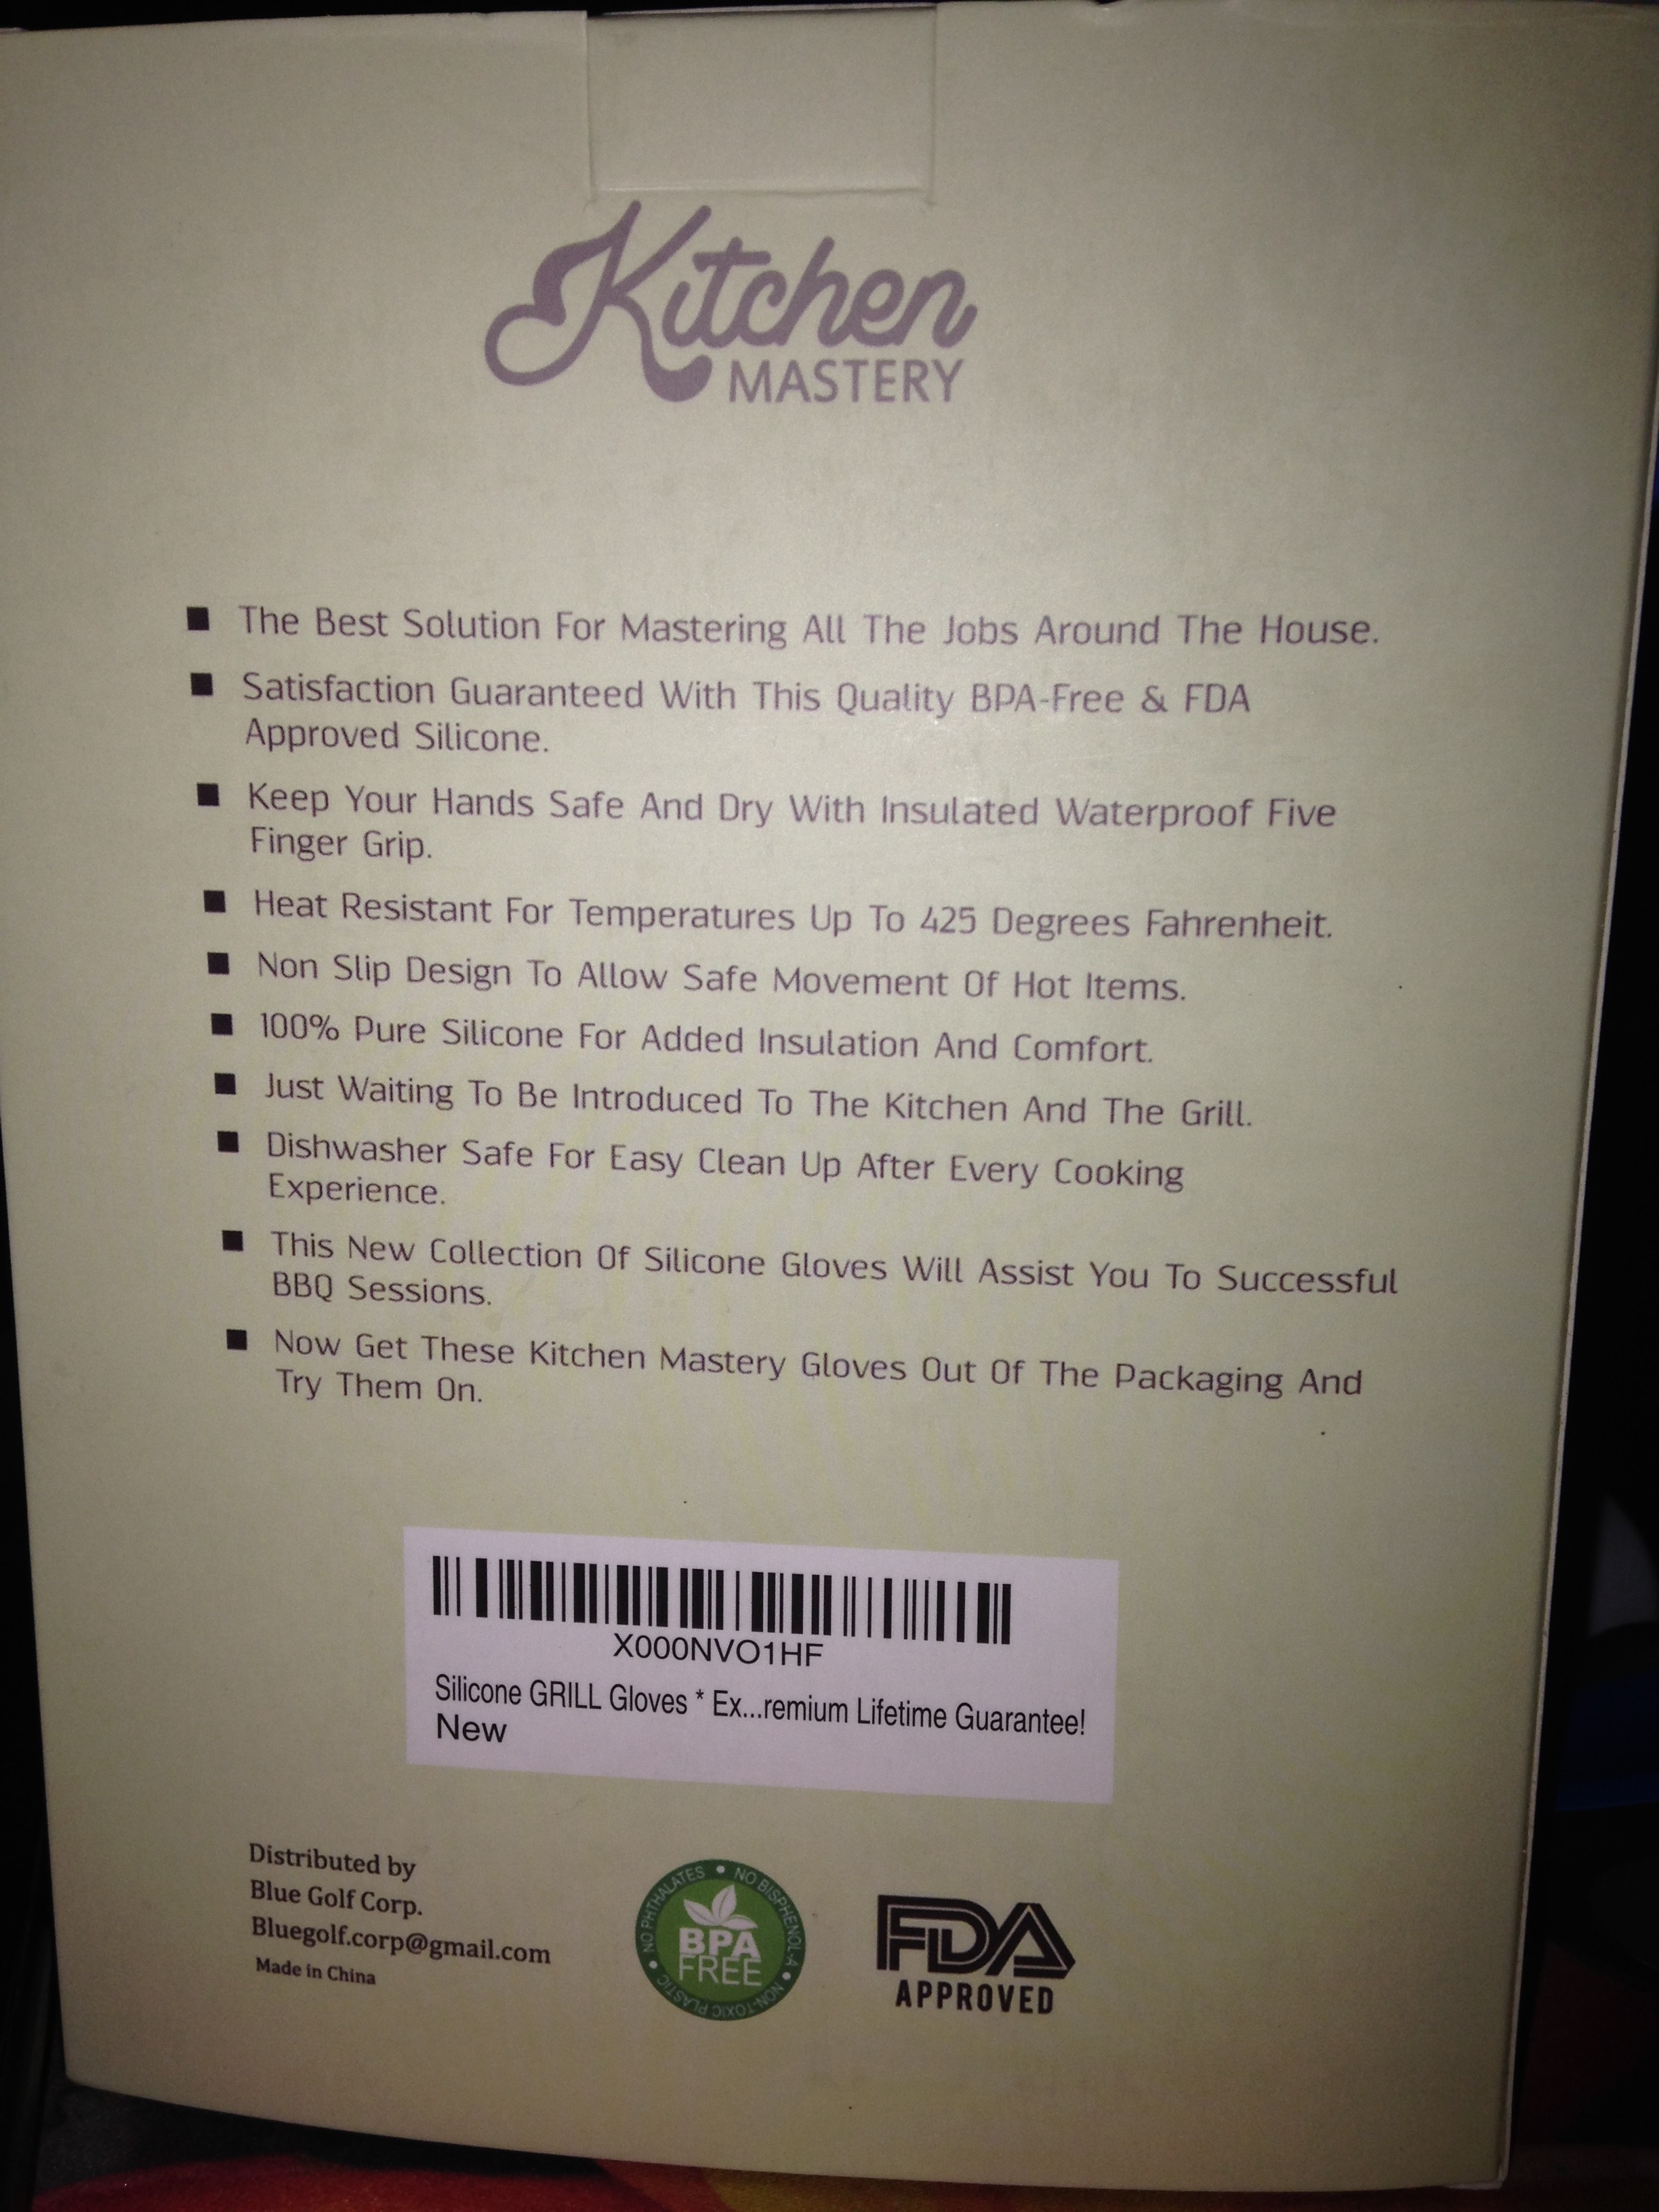 Kitchen
MASTERY
■ The Best Solution For Mastering All The Jobs Around The House.
■ Satisfaction Guaranteed With This Quality BPA-Free & FDA
Approved Silicone.
■ Keep Your Hands Safe And Dry With Insulated Waterproof Five
Finger Grip.
■ Heat Resistant For Temperatures Up To 425 Degrees Fahrenheit.
■ Non Slip Design To Allow Safe Movement Of Hot Items.
■ 100% Pure Silicone For Added Insulation And Comfort.
■ Just Waiting To Be Introduced To The Kitchen And The Grill.
■ Dishwasher Safe For Easy Clean Up After Every Cooking
Experience.
■ This New Collection Of Silicone Gloves Will Assist You To Successful
BBQ Sessions.
■ Now Get These Kitchen Mastery Gloves Out Of The Packaging And
Try Them On.
X000NVO1HF
Silicone GRILL Gloves * Ex...remium Lifetime Guarantee!
New
Distributed by
Blue Golf Corp.
Bluegolf.corp@gmail.com
Made in China
NO PHTHALATES • NO BISPHENOL-A • NON-TOXIC PLASTIC •
BPA
FREE
FDA
APPROVED